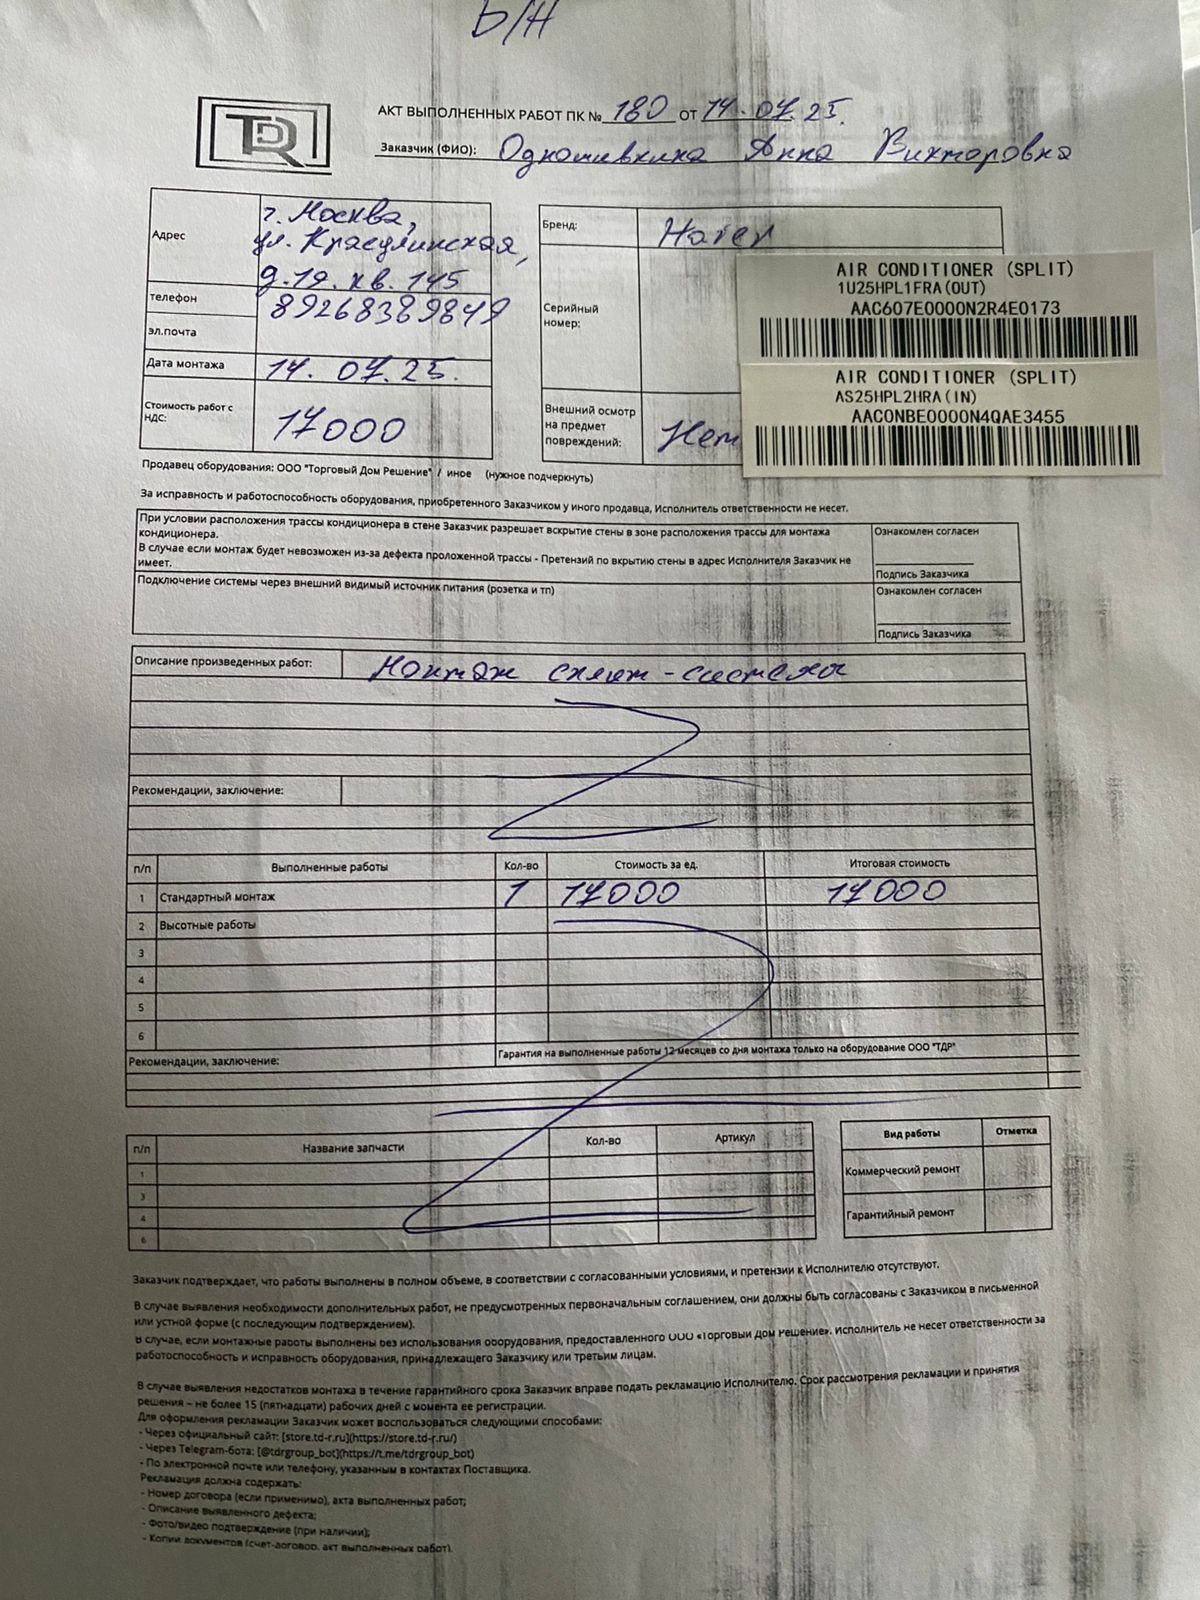 Б/Н
TDR
АКТ ВЫПОЛНЕННЫХ РАБОТ ПК № 180 от 14.07.25.
Заказчик (ФИО): Анна Викторовна
Адрес
г. Москва,
ул. Красулинская,
д.19. кв. 145
телефон 89268389849
эл.почта
Дата монтажа 14. 07.25.
Стоимость работ с НДС: 17000
Бренд: Haier
Серийный
номер:
AIR CONDITIONER (SPLIT)
1U25HPL1FRA(OUT)
AAC607E0000N2R4E0173
AIR CONDITIONER (SPLIT)
AS25HPL2HRA(IN)
AAC0NBE0000N4QAE3455
Внешний осмотр
на предмет
повреждений: Нет
Продавец оборудования: ООО "Торговый Дом Решение" / иное (нужное подчеркнуть)
За исправность и работоспособность оборудования, приобретенного Заказчиком у иного продавца, Исполнитель ответственности не несет.
При условии расположения трассы кондиционера в стене Заказчик разрешает вскрытие стены в зоне расположения трассы для монтажа
кондиционера.
В случае если монтаж будет невозможен из-за дефекта проложенной трассы - Претензий по вкрытию стены в адрес Исполнителя Заказчик не
имеет.
Ознакомлен согласен
Подпись Заказчика
Подключение системы через внешний видимый источник питания (розетка и тп)
Ознакомлен согласен
Подпись Заказчика
Описание произведенных работ: Монтаж сплит-системы
Рекомендации, заключение:
п/п Выполненные работы Кол-во Стоимость за ед. Итоговая стоимость
1 Стандартный монтаж 1 17000 17000
2 Высотные работы
3
4
5
6
Рекомендации, заключение: Гарантия на выполненные работы 12 месяцев со дня монтажа только на оборудование ООО "ТДР"
п/п Название запчасти Кол-во Артикул
1
3
4
6
Вид работы Отметка
Коммерческий ремонт
Гарантийный ремонт
Заказчик подтверждает, что работы выполнены в полном объеме, в соответствии с согласованными условиями, и претензии к Исполнителю отсутствуют.
В случае выявления необходимости дополнительных работ, не предусмотренных первоначальным соглашением, они должны быть согласованы с Заказчиком в письменной
или устной форме (с последующим подтверждением).
В случае, если монтажные работы выполнены без использования оборудования, предоставленного ООО «Торговый Дом Решение». Исполнитель не несет ответственности за
работоспособность и исправность оборудования, принадлежащего Заказчику или третьим лицам.
В случае выявления недостатков монтажа в течение гарантийного срока Заказчик вправе подать рекламацию Исполнителю. Срок рассмотрения рекламации и принятия
решения – не более 15 (пятнадцати) рабочих дней с момента ее регистрации.
Для оформления рекламации Заказчик может воспользоваться следующими способами:
- Через официальный сайт: [store.td-r.ru](https://store.td-r.ru/)
- Через Telegram-бота: [@tdrgroup_bot](https://t.me/tdrgroup_bot)
- По электронной почте или телефону, указанным в контактах Поставщика.
Рекламация должна содержать:
- Номер договора (если применимо), акта выполненных работ;
- Описание выявленного дефекта;
- Фото/видео подтверждение (при наличии);
- Копии документов (счет-договор, акт выполненных работ).